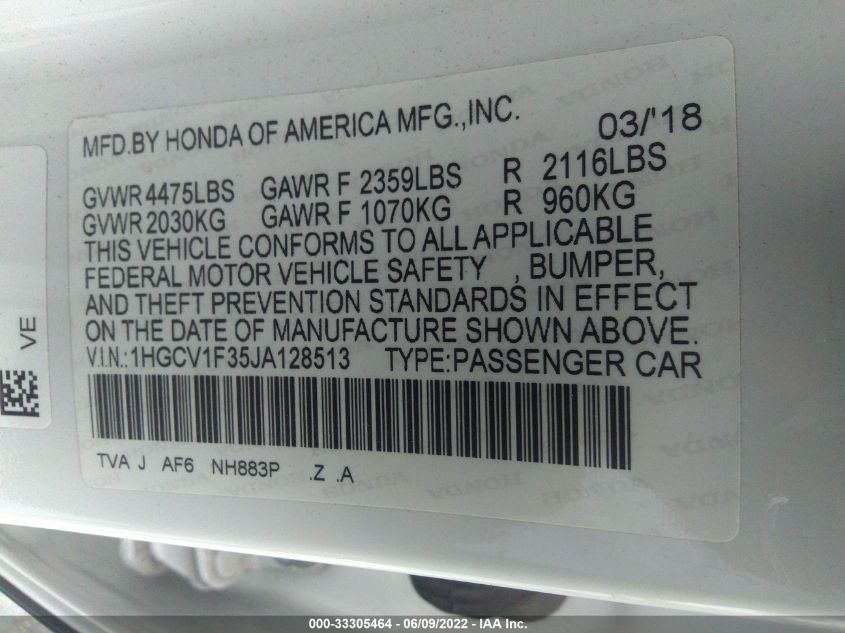 MFD.BY HONDA OF AMERICA MFG.,INC. 03/'18
GVWR 4475LBS GAWR F 2359LBS R 2116LBS
GVWR 2030KG GAWR F 1070KG R 960KG
THIS VEHICLE CONFORMS TO ALL APPLICABLE
FEDERAL MOTOR VEHICLE SAFETY , BUMPER,
AND THEFT PREVENTION STANDARDS IN EFFECT
ON THE DATE OF MANUFACTURE SHOWN ABOVE.
V.I.N.:1HGCV1F35JA128513 TYPE:PASSENGER CAR
TVA J AF6 NH883P .Z .A
VE
000-33305464 - 06/09/2022 - IAA Inc.